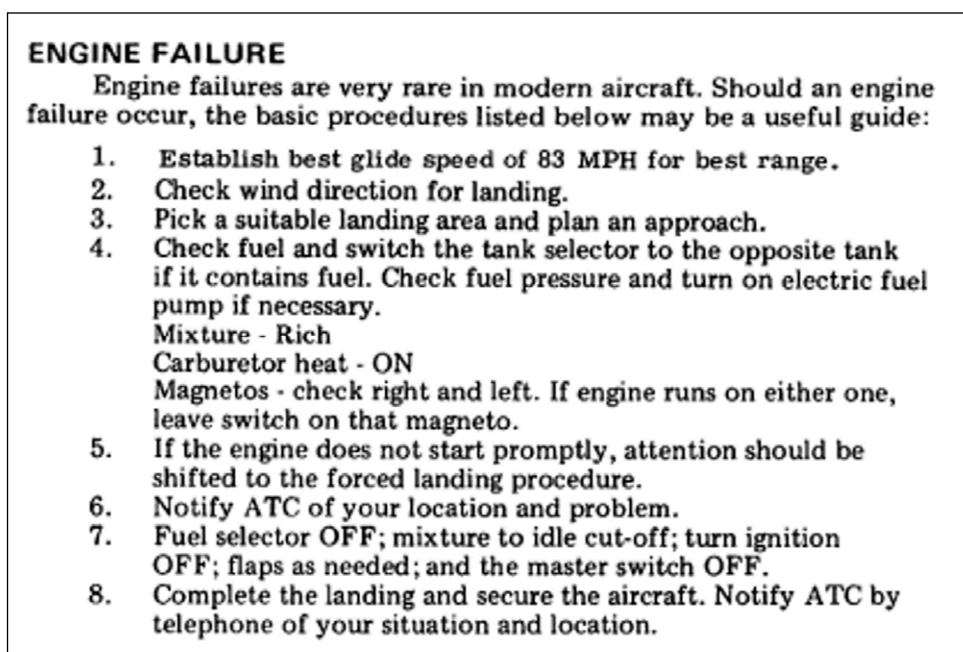 ENGINE FAILURE
Engine failures are very rare in modern aircraft. Should an engine
failure occur, the basic procedures listed below may be a useful guide:
1. Establish best glide speed of 83 MPH for best range.
2. Check wind direction for landing.
3. Pick a suitable landing area and plan an approach.
4. Check fuel and switch the tank selector to the opposite tank
if it contains fuel. Check fuel pressure and turn on electric fuel
pump if necessary.
Mixture - Rich
Carburetor heat - ON
Magnetos - check right and left. If engine runs on either one,
leave switch on that magneto.
5. If the engine does not start promptly, attention should be
shifted to the forced landing procedure.
6. Notify ATC of your location and problem.
7. Fuel selector OFF; mixture to idle cut-off; turn ignition
OFF; flaps as needed; and the master switch OFF.
8. Complete the landing and secure the aircraft. Notify ATC by
telephone of your situation and location.